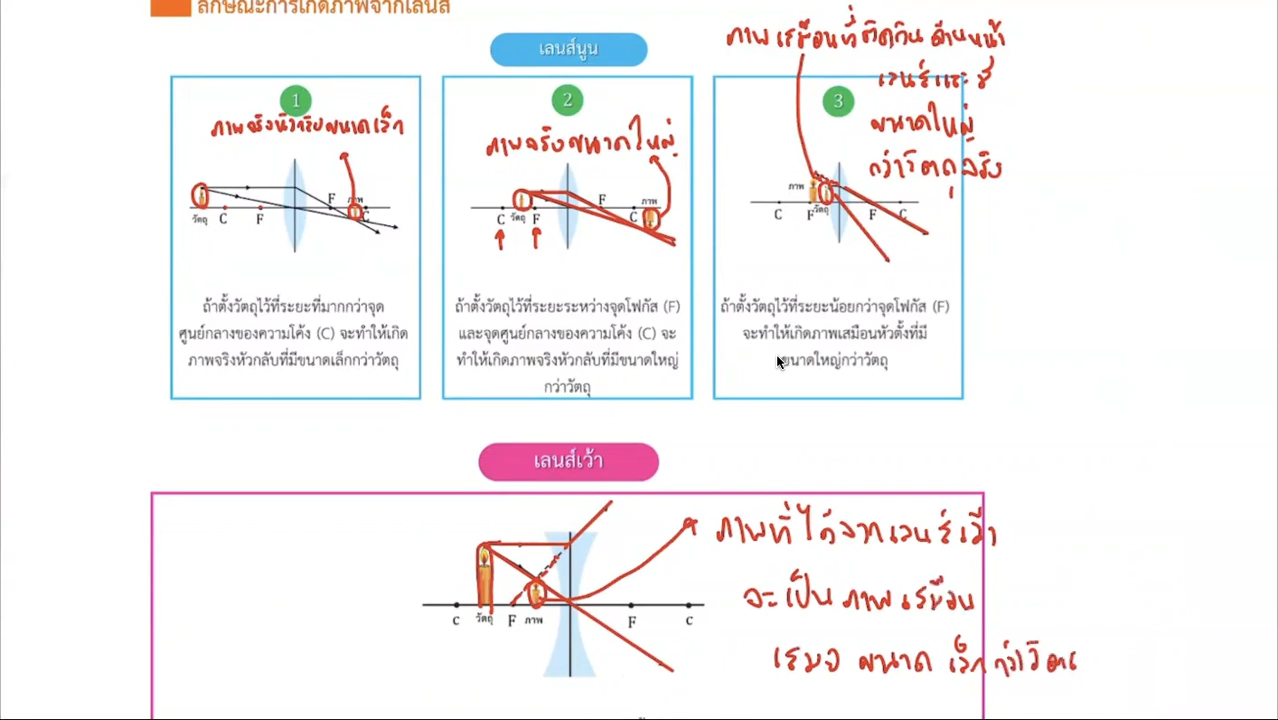 ลักษณะการเกิดภาพจากเลนส์
เลนส์นูน
ภาพเสมือนที่
ด้านหน้า
เลนส์และมี
ขนาดใหญ่
กว่าวัตถุจริง
1
ภาพจริงหัวกลับขนาดเล็ก
วัตถุ C F F ภาพ C
ถ้าตั้งวัตถุไว้ที่ระยะที่มากกว่าจุด
ศูนย์กลางของความโค้ง (C) จะทำให้เกิด
ภาพจริงหัวกลับที่มีขนาดเล็กกว่าวัตถุ
2
ภาพจริงขนาดใหญ่
C วัตถุ F F C ภาพ
ถ้าตั้งวัตถุไว้ที่ระยะระหว่างจุดโฟกัส (F)
และจุดศูนย์กลางของความโค้ง (C) จะ
ทำให้เกิดภาพจริงหัวกลับที่มีขนาดใหญ่
กว่าวัตถุ
3
ภาพ
C F วัตถุ F C
ถ้าตั้งวัตถุไว้ที่ระยะน้อยกว่าจุดโฟกัส (F)
จะทำให้เกิดภาพเสมือนหัวตั้งที่มี
ขนาดใหญ่กว่าวัตถุ
เลนส์เว้า
C วัตถุ F ภาพ F C
ภาพที่ได้จากเลนส์เว้า
จะเป็นภาพเสมือน
เสมอ ขนาดเล็กกว่าวัตถุ